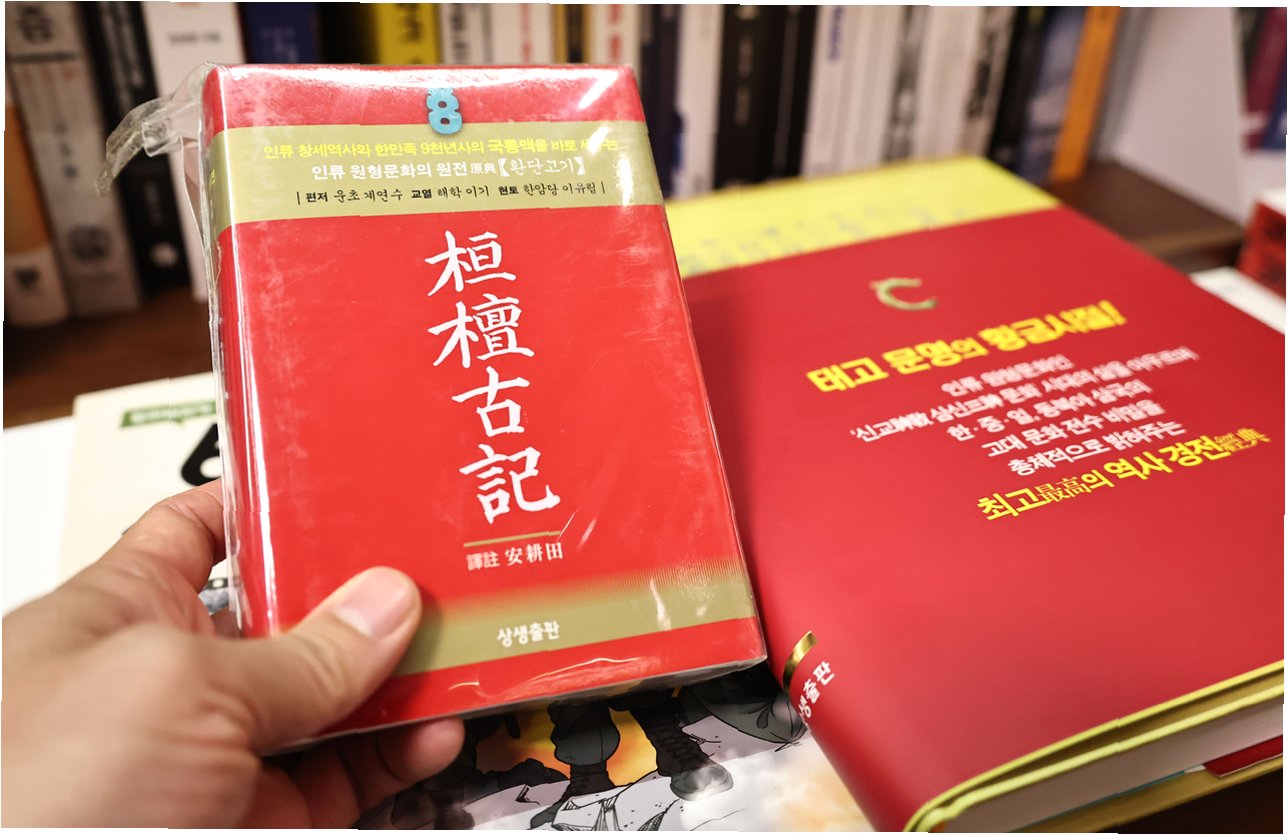 8
인류 창세역사와 한민족 9천년사의 국통맥을 바로
인류 원형문화의 원전 原典【환단고기】
| 편저 운초 계연수 교열 해학 이기 현토 한암당 이유립 |
桓檀古記
譯註 安耕田
상생출판
태고 문명의 황금시절!
인류 원형문화인
'신교神敎 삼신三神 문화' 시대의 삶을 아우르며
한·중·일, 동북아 삼국의
고대 문화 전수 비밀을
총체적으로 밝혀주는
최고最高의 역사 경전經典
생출판